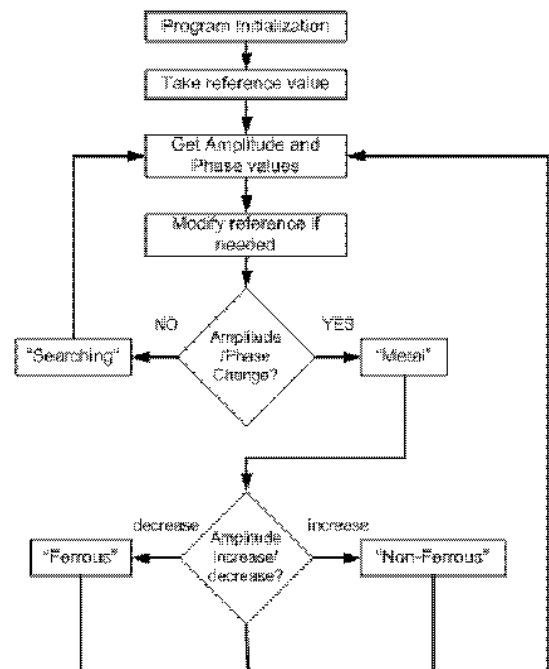 Program Initialization
Take reference value
Get Amplitude and
Phase values
Modify reference if
needed
NO
YES
Amplitude
/Phase
Change?
"Searching"
"Metal"
decrease
increase
Amplitude
increase/
decrease?
"Ferrous"
"Non-Ferrous"